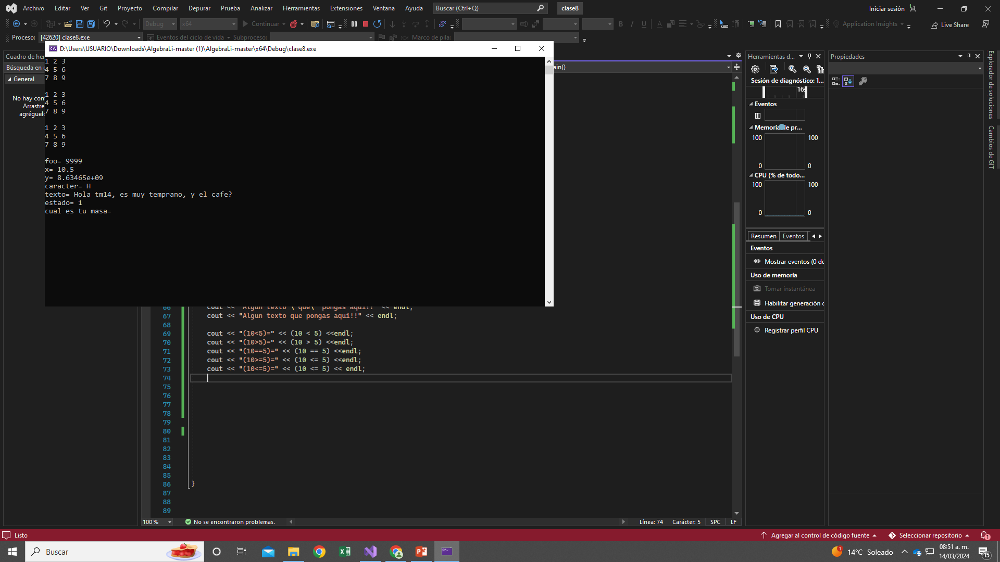 Archivo Editar Ver Git Proyecto Compilar Depurar Prueba Analizar Herramientas Extensiones Ventana Ayuda Buscar (Ctrl+Q) clase8 Iniciar sesión
Debug x64 Continuar Application Insights Live Share
Proceso: [42620] clase8.exe Eventos del ciclo de vida Subproceso: Marco de pila:
D:\Users\USUARIO\Downloads\AlgebraLi-master (1)\AlgebraLi-master\x64\Debug\clase8.exe
Cuadro de her
Búsqueda en
General
No hay con
Arrastre
agréguelo
1 2 3
4 5 6
7 8 9
1 2 3
4 5 6
7 8 9
1 2 3
4 5 6
7 8 9
foo= 9999
x= 10.5
y= 8.63465e+09
caracter= H
texto= Hola tm14, es muy temprano, y el cafe?
estado= 1
cual es tu masa=
ain()
66 cout << "Algun texto \"que\" pongas aqui!!" << endl;
67 cout << "Algun texto que pongas aqui!!" << endl;
68
69 cout << "(10<5)=" << (10 < 5) <<endl;
70 cout << "(10>5)=" << (10 > 5) <<endl;
71 cout << "(10==5)=" << (10 == 5) <<endl;
72 cout << "(10>=5)=" << (10 <= 5) <<endl;
73 cout << "(10<=5)=" << (10 <= 5) << endl;
74
75
76
77
78
79
80
81
82
83
84
85
86 }
87
88
89
100 % No se encontraron problemas. Línea: 74 Carácter: 5 SPC LF
Herramientas d...
Sesión de diagnóstico: 1...
16s
Eventos
Memoria de pr...
100 100
0 0
CPU (% de todo...
100 100
0 0
Resumen Eventos
Eventos
Mostrar eventos (0 de
Uso de memoria
Tomar instantánea
Habilitar generación d
Uso de CPU
Registrar perfil CPU
Propiedades
Explorador de soluciones
Cambios de GIT
Listo Agregar al control de código fuente Seleccionar repositorio 1
Buscar 1 14°C Soleado 08:51 a. m.
14/03/2024 15